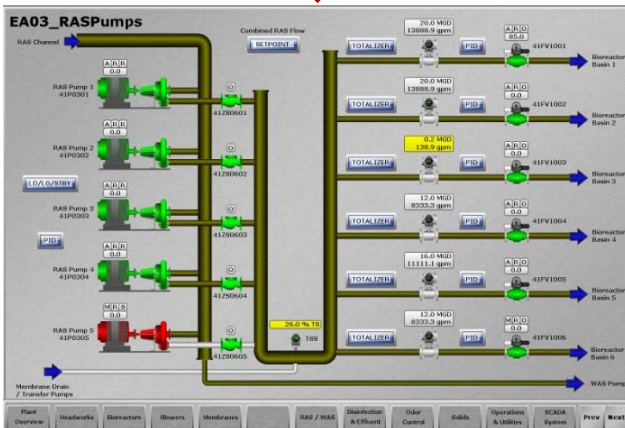 EA03_RASPumps
RAS Channel
Combined RAS Flow
SETPOINT
20.0 MGD
13888.9 gpm
TOTALIZER
PID
A R O
85.0
41FV1001
Bioreactor
Basin 1
RAS Pump 1
41P0301
A R R
0.0
O
41ZS0601
20.0 MGD
13888.9 gpm
TOTALIZER
PID
A R O
0.0
41FV1002
Bioreactor
Basin 2
RAS Pump 2
41P0302
A R R
0.0
O
41ZS0602
0.2 MGD
138.9 gpm
TOTALIZER
PID
A R O
0.0
41FV1003
Bioreactor
Basin 3
LD/LG/STBY
RAS Pump 3
41P0303
A R R
0.0
O
41ZS0603
12.0 MGD
8333.3 gpm
TOTALIZER
PID
A R O
0.0
41FV1004
Bioreactor
Basin 4
PID
RAS Pump 4
41P0304
A R R
0.0
O
41ZS0604
16.0 MGD
11111.1 gpm
TOTALIZER
PID
A R O
0.0
41FV1005
Bioreactor
Basin 5
RAS Pump 5
41P0305
M R S
0.0
O
41ZS0605
26.0 % TS
TSS
12.0 MGD
8333.3 gpm
TOTALIZER
PID
M R O
0.0
41FV1006
Bioreactor
Basin 6
Membrane Drain
/ Transfer Pumps
WAS Pump
Plant
Overview
Headworks
Bioreactors
Blowers
Membranes
RAS / WAS
Disinfection
& Effluent
Odor
Control
Solids
Operations
& Utilities
SCADA
System
Prev
Next